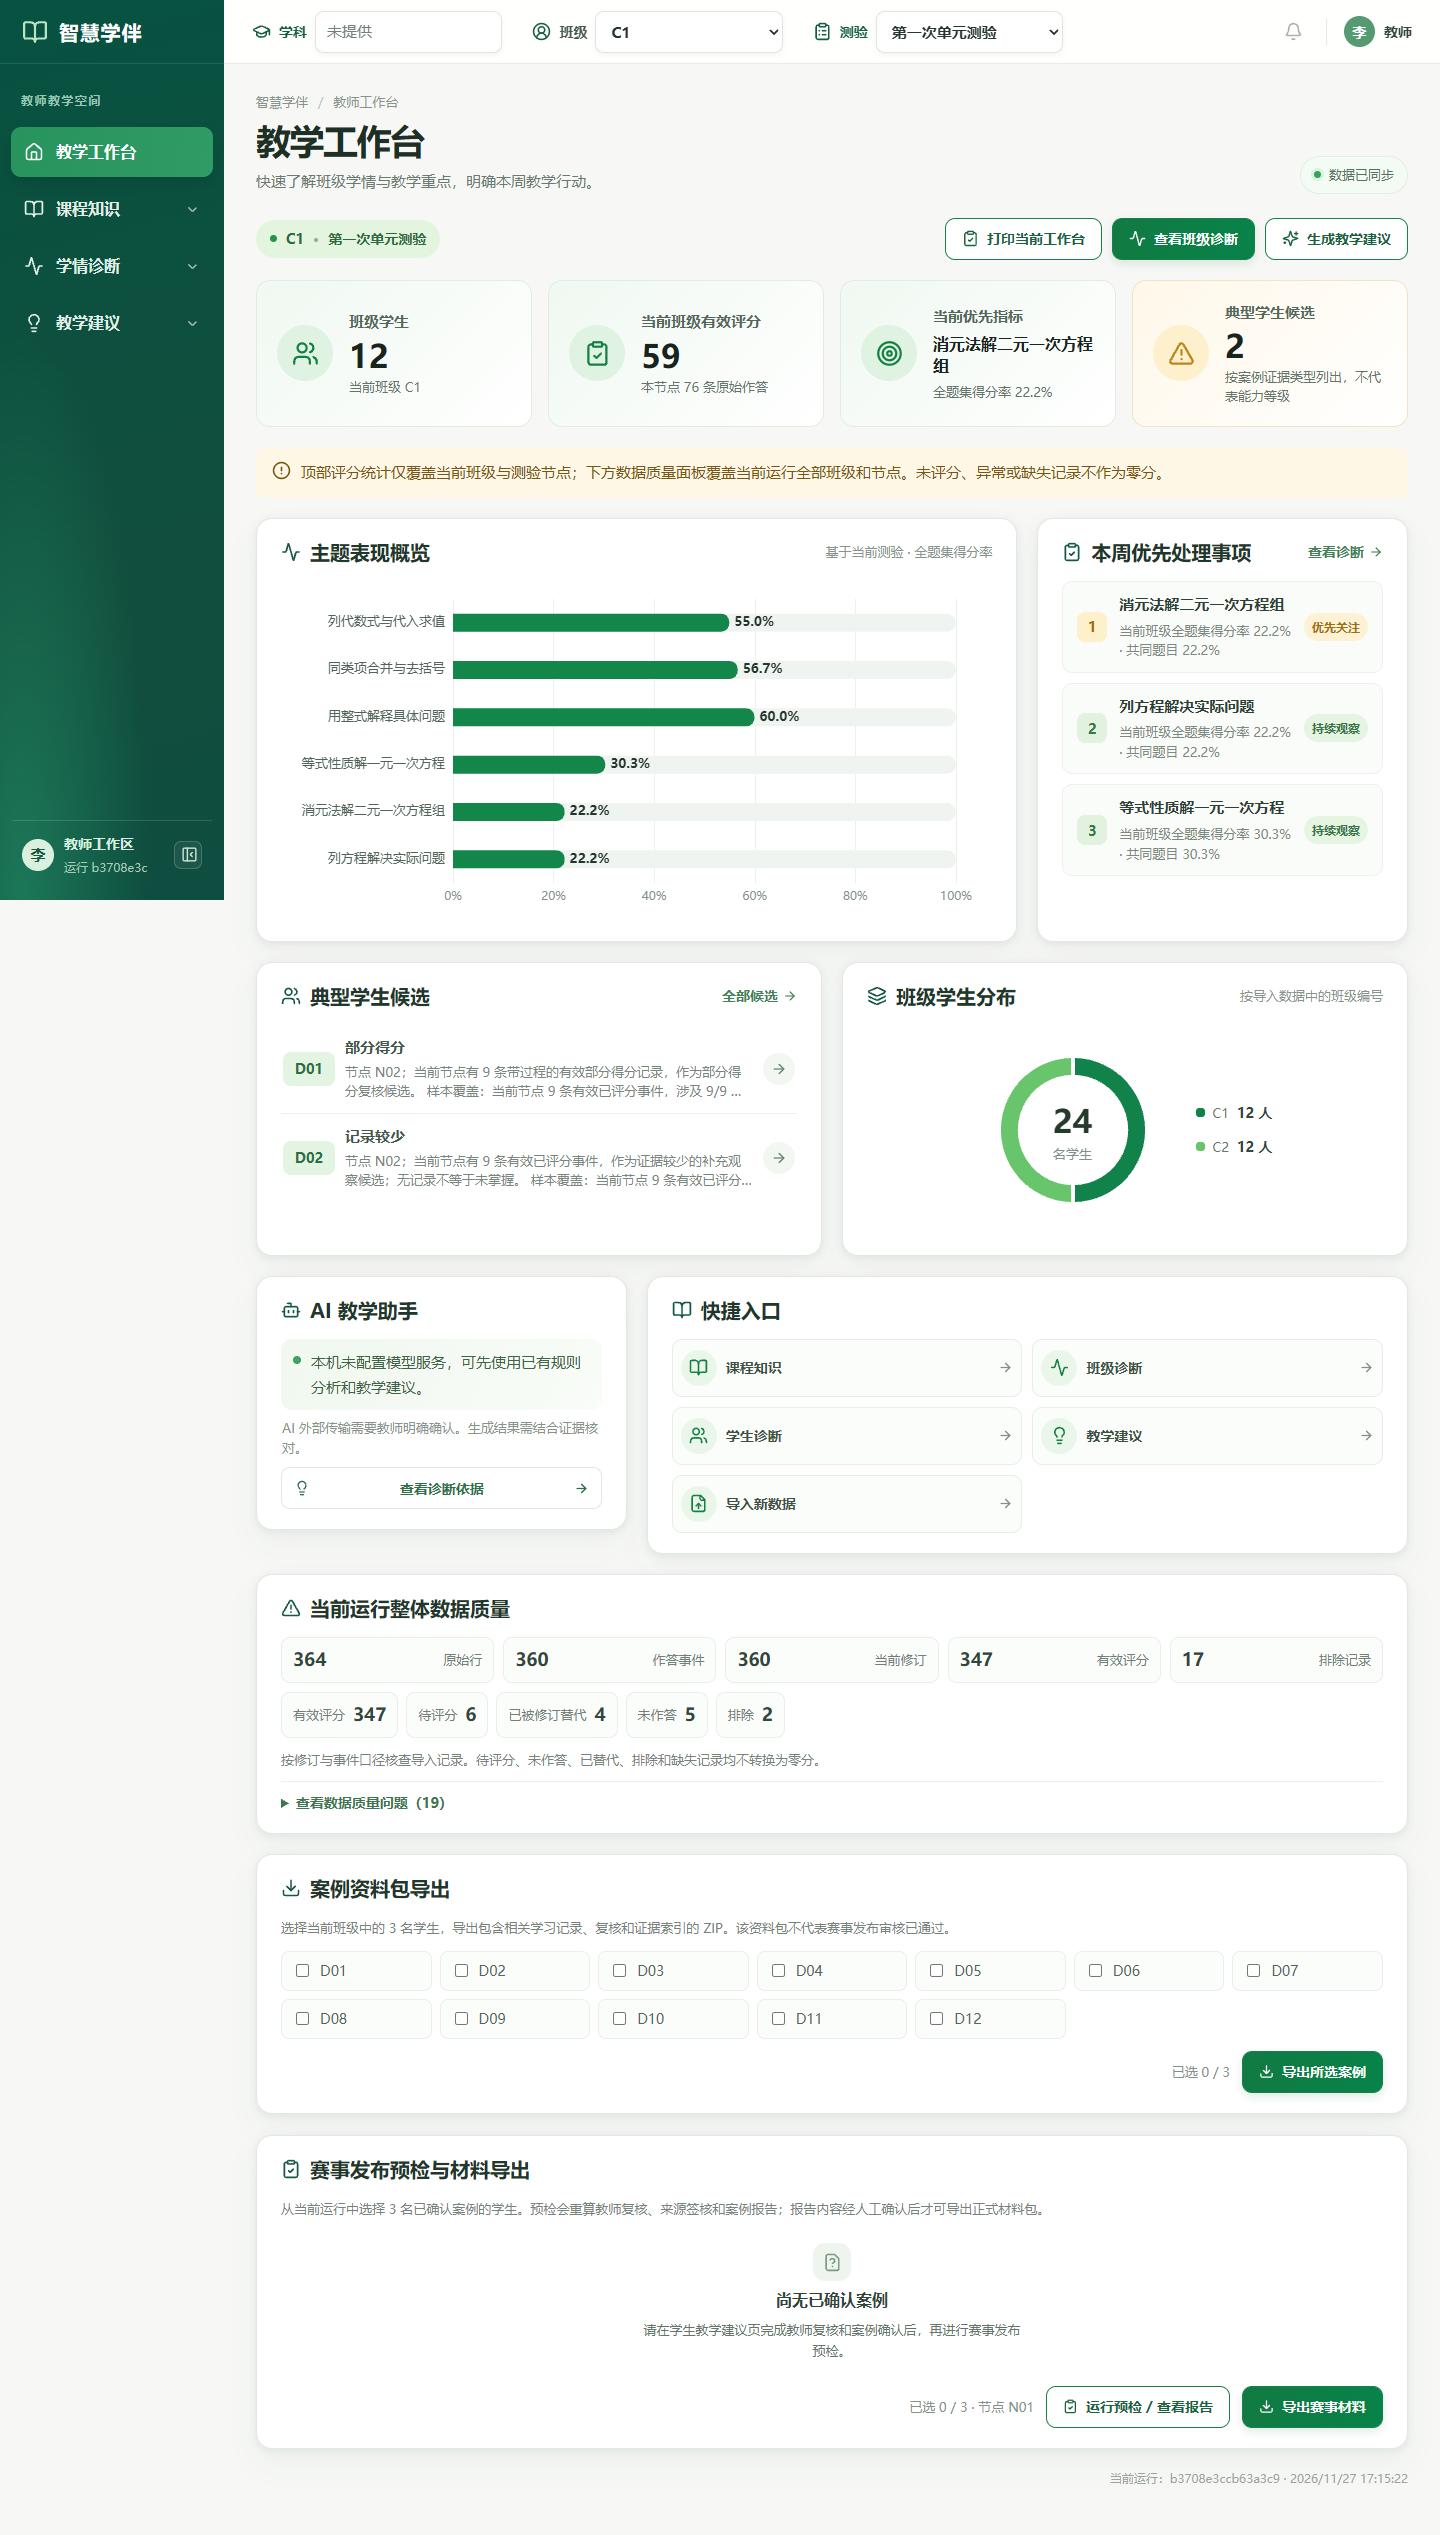 智慧学伴
学科 未提供 班级 C1 测验 第一次单元测验 李 教师
教师教学空间
教学工作台
课程知识
学情诊断
教学建议
李 教师工作区
运行 b3708e3c
智慧学伴 / 教师工作台
教学工作台
快速了解班级学情与教学重点，明确本周教学行动。
数据已同步
C1 • 第一次单元测验
打印当前工作台 查看班级诊断 生成教学建议
班级学生
12
当前班级 C1
当前班级有效评分
59
本节点 76 条原始作答
当前优先指标
消元法解二元一次方程
组
全题集得分率 22.2%
典型学生候选
2
按案例证据类型列出，不代
表能力等级
顶部评分统计仅覆盖当前班级与测验节点；下方数据质量面板覆盖当前运行全部班级和节点。未评分、异常或缺失记录不作为零分。
主题表现概览 基于当前测验 · 全题集得分率
列代数式与代入求值 55.0%
同类项合并与去括号 56.7%
用整式解释具体问题 60.0%
等式性质解一元一次方程 30.3%
消元法解二元一次方程组 22.2%
列方程解决实际问题 22.2%
0% 20% 40% 60% 80% 100%
本周优先处理事项 查看诊断
1 消元法解二元一次方程组
当前班级全题集得分率 22.2%
· 共同题目 22.2%
优先关注
2 列方程解决实际问题
当前班级全题集得分率 22.2%
· 共同题目 22.2%
持续观察
3 等式性质解一元一次方程
当前班级全题集得分率 30.3%
· 共同题目 30.3%
持续观察
典型学生候选 全部候选
D01 部分得分
节点 N02；当前节点有 9 条带过程的有效部分得分记录，作为部分得
分复核候选。 样本覆盖：当前节点 9 条有效已评分事件，涉及 9/9 ...
D02 记录较少
节点 N02；当前节点有 9 条有效已评分事件，作为证据较少的补充观
察候选；无记录不等于未掌握。 样本覆盖：当前节点 9 条有效已评分...
班级学生分布 按导入数据中的班级编号
24
名学生
C1 12 人
C2 12 人
AI 教学助手
本机未配置模型服务，可先使用已有规则
分析和教学建议。
AI 外部传输需要教师明确确认。生成结果需结合证据核
对。
查看诊断依据
快捷入口
课程知识 班级诊断
学生诊断 教学建议
导入新数据
当前运行整体数据质量
364 原始行 360 作答事件 360 当前修订 347 有效评分 17 排除记录
有效评分 347 待评分 6 已被修订替代 4 未作答 5 排除 2
按修订与事件口径核查导入记录。待评分、未作答、已替代、排除和缺失记录均不转换为零分。
查看数据质量问题（19）
案例资料包导出
选择当前班级中的 3 名学生，导出包含相关学习记录、复核和证据索引的 ZIP。该资料包不代表赛事发布审核已通过。
D01 D02 D03 D04 D05 D06 D07
D08 D09 D10 D11 D12
已选 0 / 3 导出所选案例
赛事发布预检与材料导出
从当前运行中选择 3 名已确认案例的学生。预检会重算教师复核、来源签核和案例报告；报告内容经人工确认后才可导出正式材料包。
尚无已确认案例
请在学生教学建议页完成教师复核和案例确认后，再进行赛事发布
预检。
已选 0 / 3 · 节点 N01 运行预检 / 查看报告 导出赛事材料
当前运行：b3708e3ccb63a3c9 · 2026/11/27 17:15:22